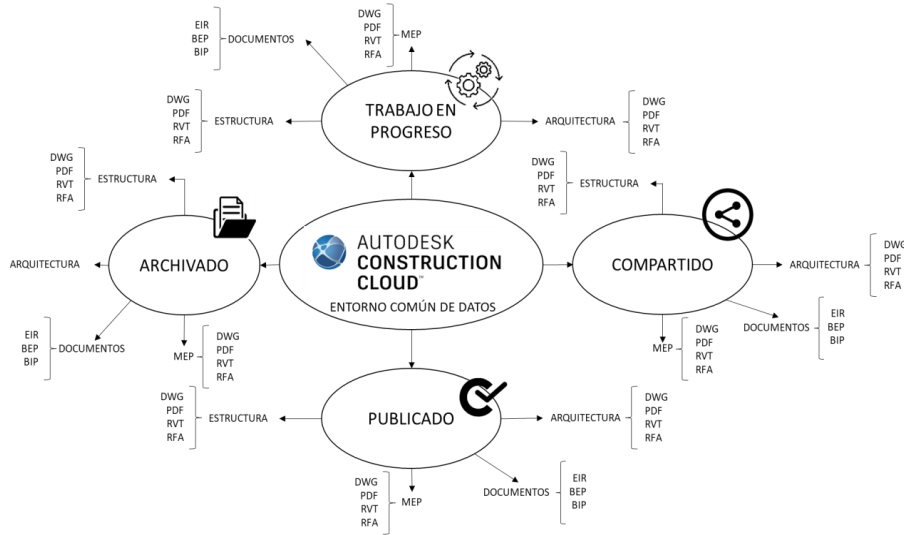 EIR
BEP
BIP
DOCUMENTOS
DWG
PDF
RVT
RFA
MEP
DWG
PDF
RVT
RFA
ESTRUCTURA
TRABAJO EN
PROGRESO
ARQUITECTURA
DWG
PDF
RVT
RFA
DWG
PDF
RVT
RFA
ESTRUCTURA
ARCHIVADO
ARQUITECTURA
EIR
BEP
BIP
DOCUMENTOS
MEP
DWG
PDF
RVT
RFA
AUTODESK
CONSTRUCTION
CLOUD™
ENTORNO COMÚN DE DATOS
DWG
PDF
RVT
RFA
ESTRUCTURA
COMPARTIDO
ARQUITECTURA
DWG
PDF
RVT
RFA
DOCUMENTOS
EIR
BEP
BIP
MEP
DWG
PDF
RVT
RFA
DWG
PDF
RVT
RFA
ESTRUCTURA
PUBLICADO
ARQUITECTURA
DWG
PDF
RVT
RFA
DWG
PDF
RVT
RFA
MEP
DOCUMENTOS
EIR
BEP
BIP